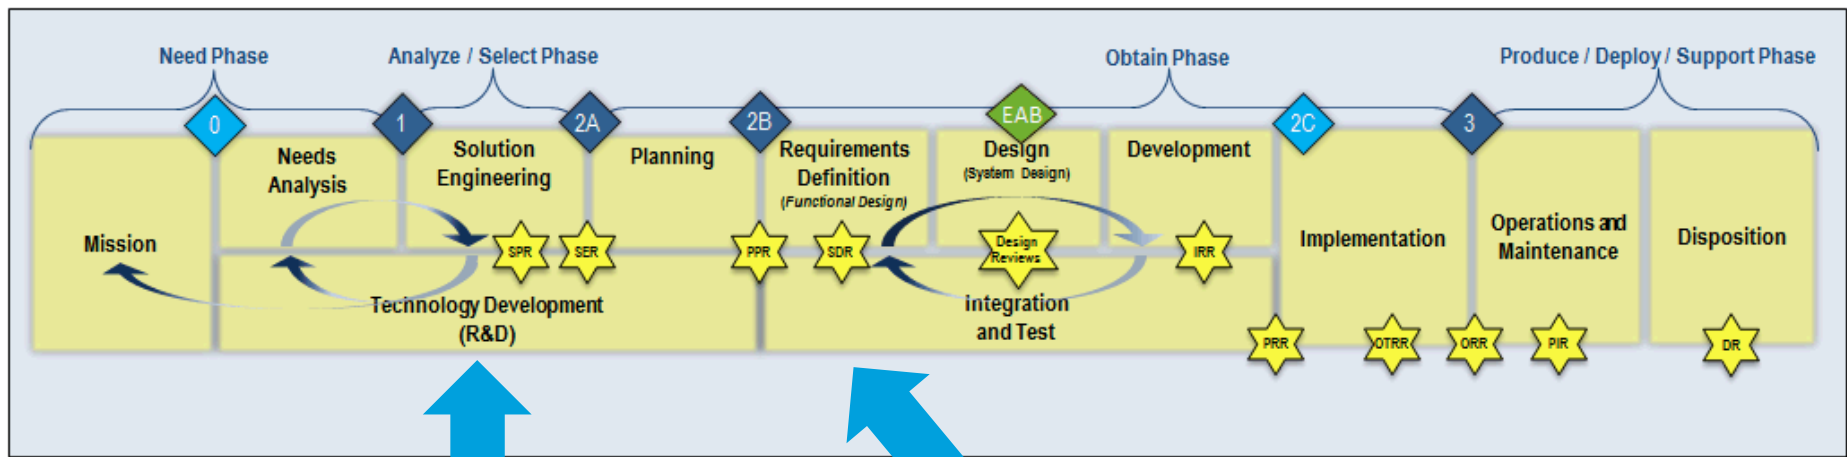 Need Phase
Analyze / Select Phase
Obtain Phase
Produce / Deploy / Support Phase
0
1
2A
2B
EAB
2C
3
Mission
Needs
Analysis
Solution
Engineering
Planning
Requirements
Definition
(Functional Design)
Design
(System Design)
Development
Implementation
Operations and
Maintenance
Disposition
SPR
SER
PPR
SDR
Design
Reviews
IRR
Technology Development
(R&D)
Integration
and Test
PRR
OTRR
ORR
PIR
DR